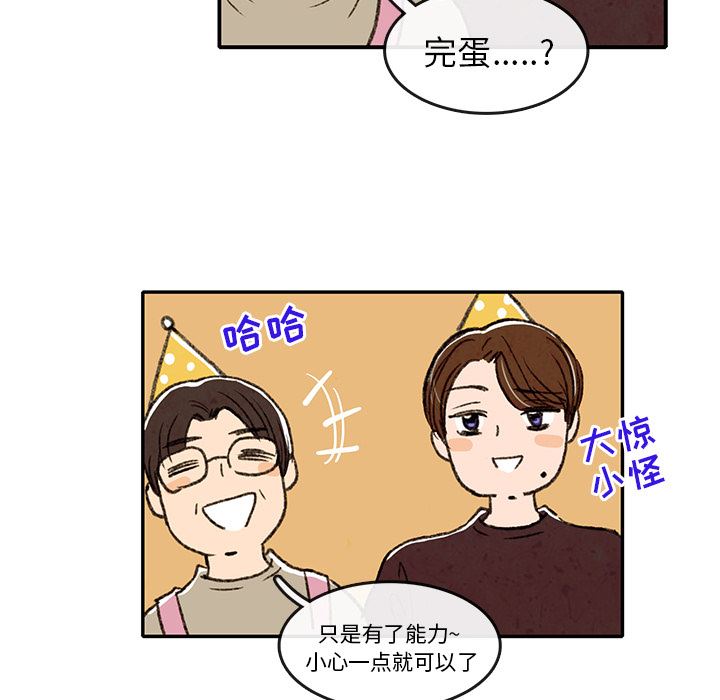 完蛋.....?
哈哈
大惊
小怪
只是有了能力~
小心一点就可以了